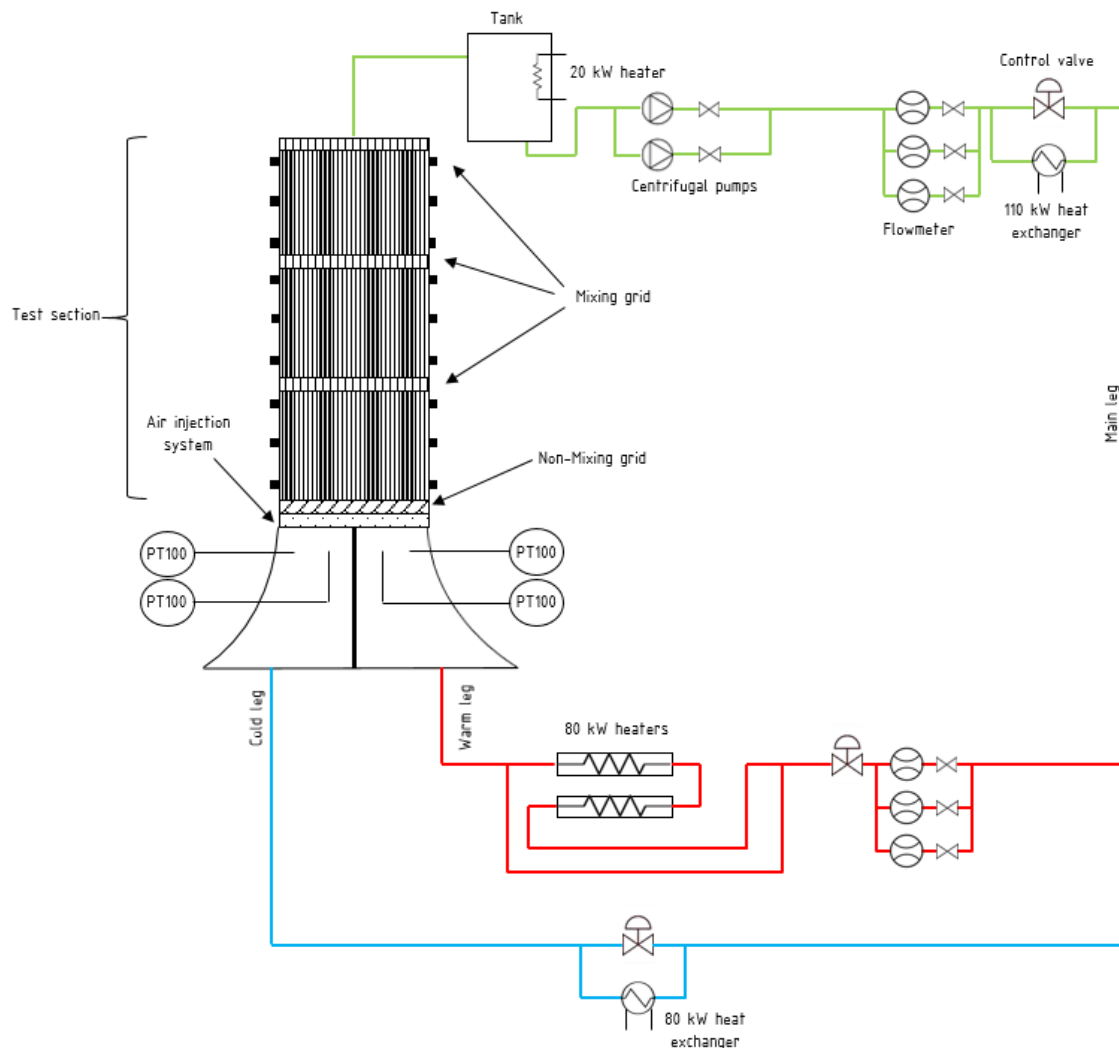 Tank
20 kW heater
Control valve
Centrifugal pumps
Flowmeter
110 kW heat
exchanger
Mixing grid
Test section
Main leg
Air injection
system
Non-Mixing grid
PT100
PT100
PT100
PT100
Culd leg
Warm leg
80 kW heaters
80 kW heat
exchanger